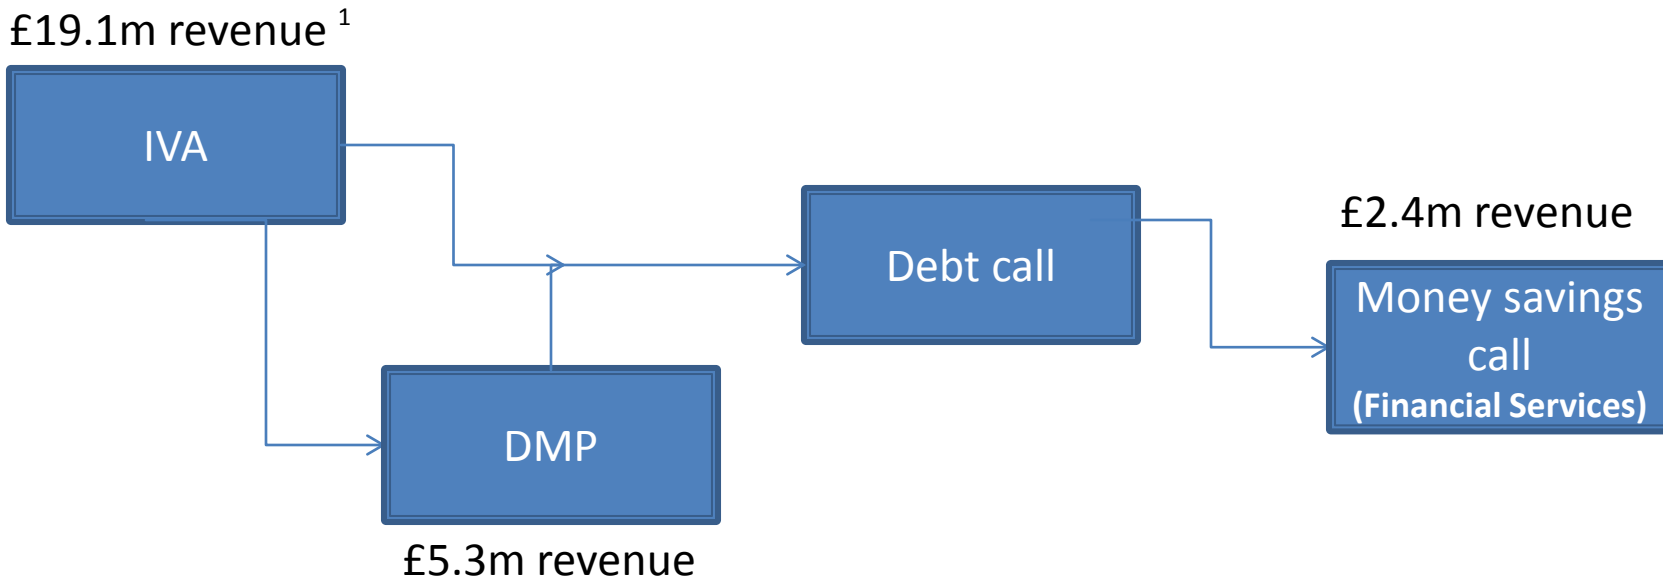 £19.1m revenue 1
IVA
Debt call
£2.4m revenue
Money savings
call
(Financial Services)
DMP
£5.3m revenue